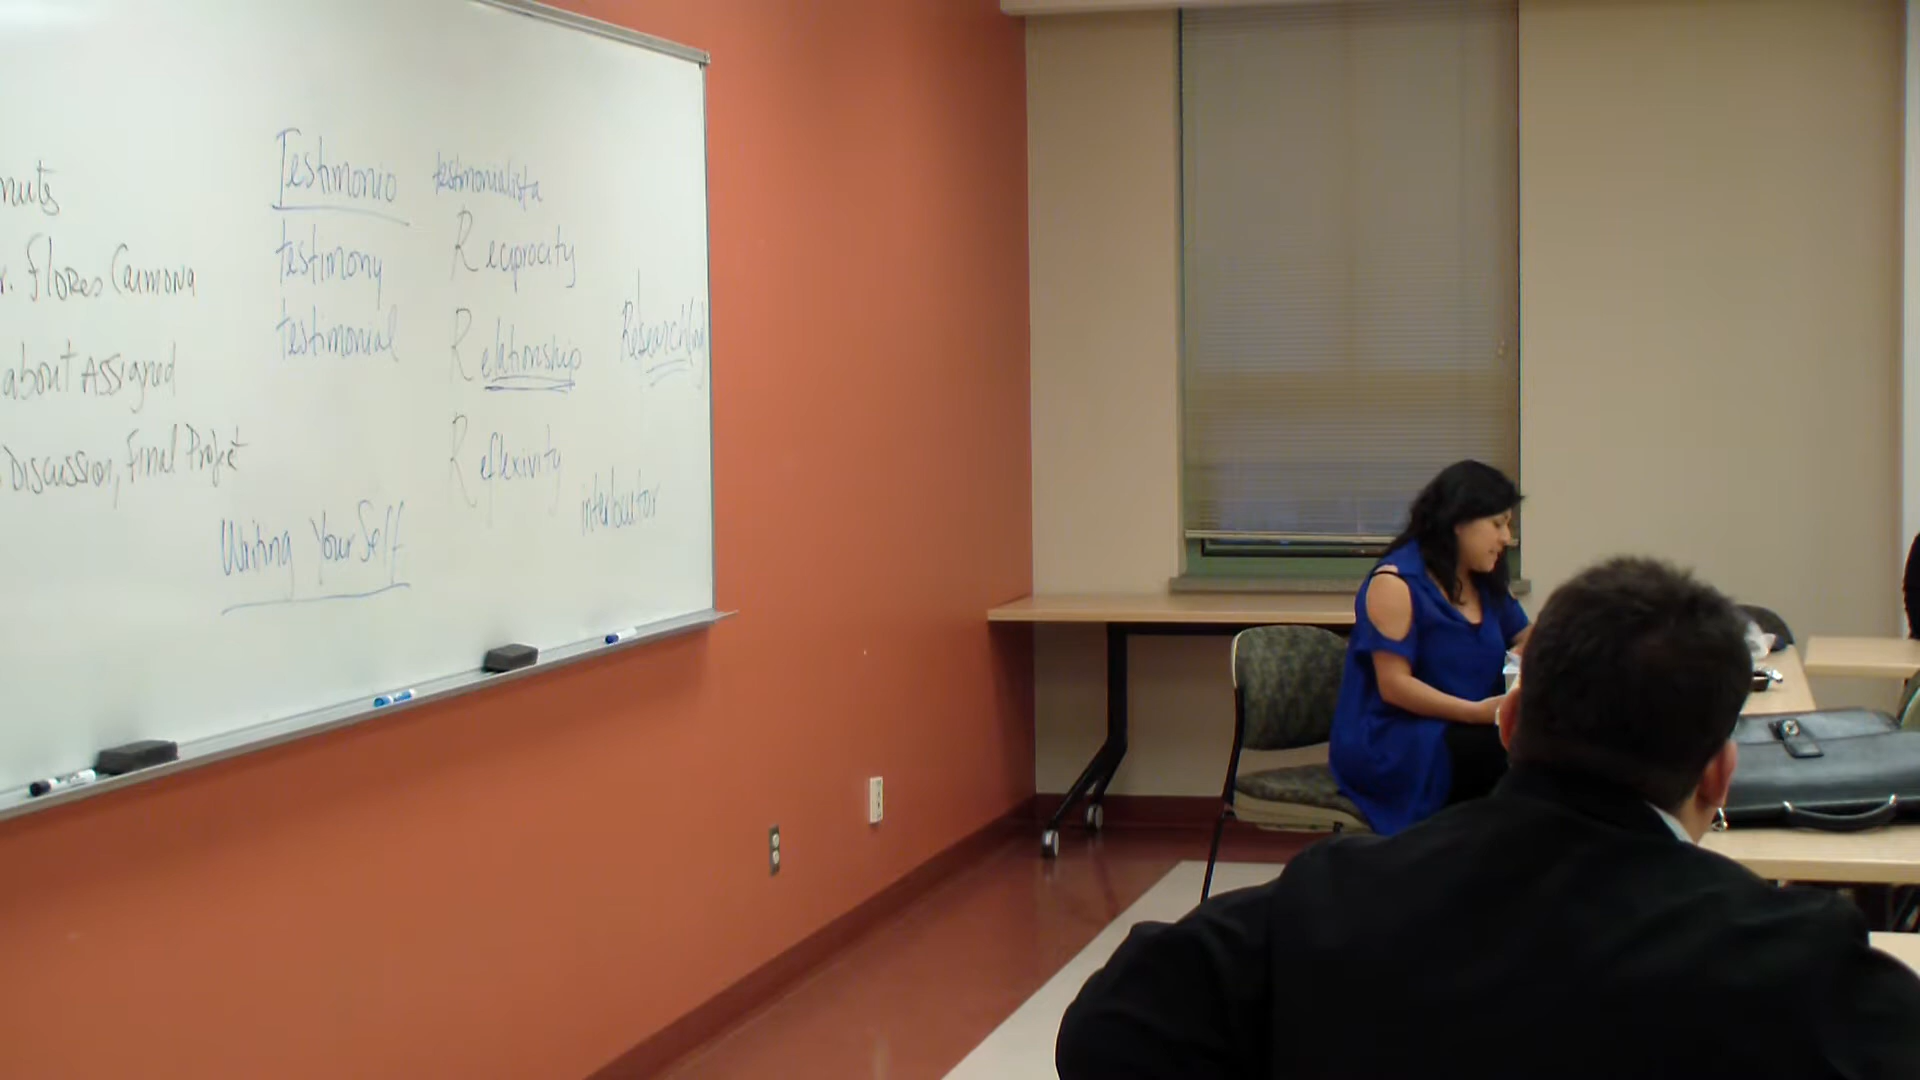 nuts
r. Flores Carmona
about Assigned
Discussion, Final Project
Testimonio testimonialista
testimony
testimonial
Reciprocity
Relationship
Reflexivity
interlocutor
Writing Your Self